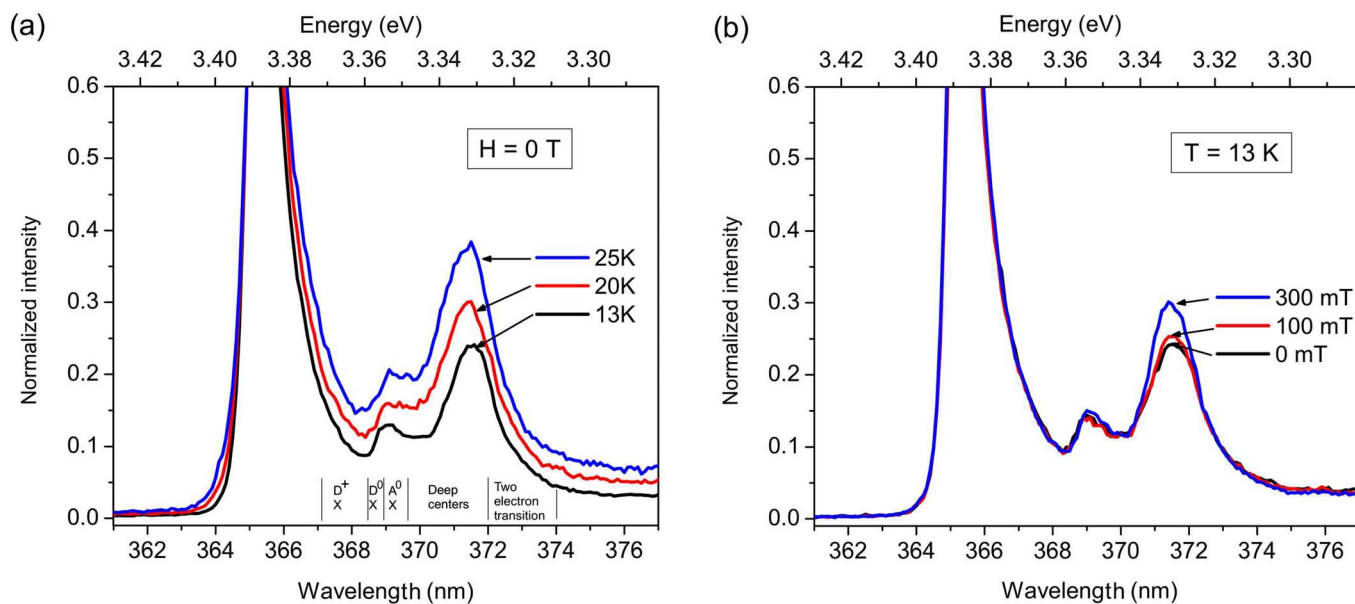 (a)
Energy (eV)
3.42 3.40 3.38 3.36 3.34 3.32 3.30
0.6
0.5
0.4
0.3
0.2
0.1
0.0
Normalized intensity
H = 0 T
25K
20K
13K
D+ D0 A0 Deep Two
X X X centers electron
transition
362 364 366 368 370 372 374 376
Wavelength (nm)
(b)
Energy (eV)
3.42 3.40 3.38 3.36 3.34 3.32 3.30
0.6
0.5
0.4
0.3
0.2
0.1
0.0
Normalized intensity
T = 13 K
300 mT
100 mT
0 mT
362 364 366 368 370 372 374 376
Wavelength (nm)